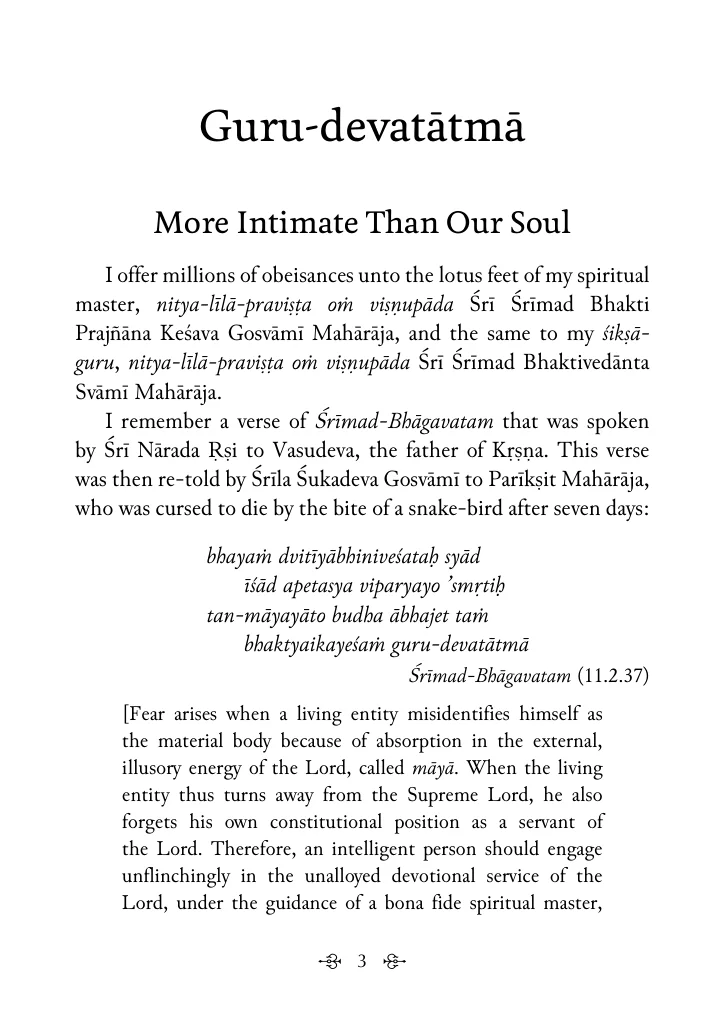 Guru-devatātmā
More Intimate Than Our Soul
I offer millions of obeisances unto the lotus feet of my spiritual
master, nitya-līlā-praviṣṭa oṁ viṣṇupāda Śrī Śrīmad Bhakti
Prajñāna Keśava Gosvāmī Mahārāja, and the same to my śikṣā-
guru, nitya-līlā-praviṣṭa oṁ viṣṇupāda Śrī Śrīmad Bhaktivedānta
Svāmī Mahārāja.
I remember a verse of Śrīmad-Bhāgavatam that was spoken
by Śrī Nārada Ṛṣi to Vasudeva, the father of Kṛṣṇa. This verse
was then re-told by Śrīla Śukadeva Gosvāmī to Parīkṣit Mahārāja,
who was cursed to die by the bite of a snake-bird after seven days:
bhayaṁ dvitīyābhiniveśataḥ syād
īśād apetasya viparyayo ’smṛtiḥ
tan-māyayāto budha ābhajet taṁ
bhaktyaikayeśaṁ guru-devatātmā
Śrīmad-Bhāgavatam (11.2.37)
[Fear arises when a living entity misidentifies himself as
the material body because of absorption in the external,
illusory energy of the Lord, called māyā. When the living
entity thus turns away from the Supreme Lord, he also
forgets his own constitutional position as a servant of
the Lord. Therefore, an intelligent person should engage
unflinchingly in the unalloyed devotional service of the
Lord, under the guidance of a bona fide spiritual master,
3